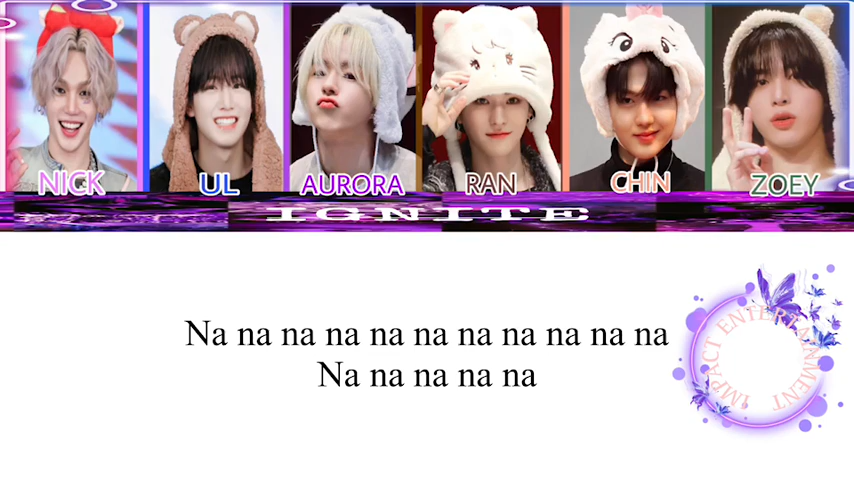 NICK
UL
AURORA
RAN
CHIN
ZOEY
IGNITE
Na na na na na na na na na na na
Na na na na na
IMPACT ENTERTAINMENT